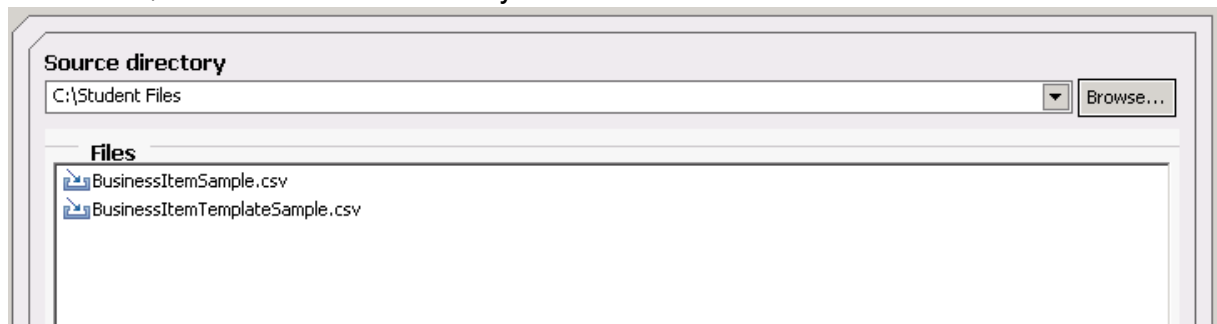 Source directory
C:\Student Files
Browse...
Files
BusinessItemSample.csv
BusinessItemTemplateSample.csv